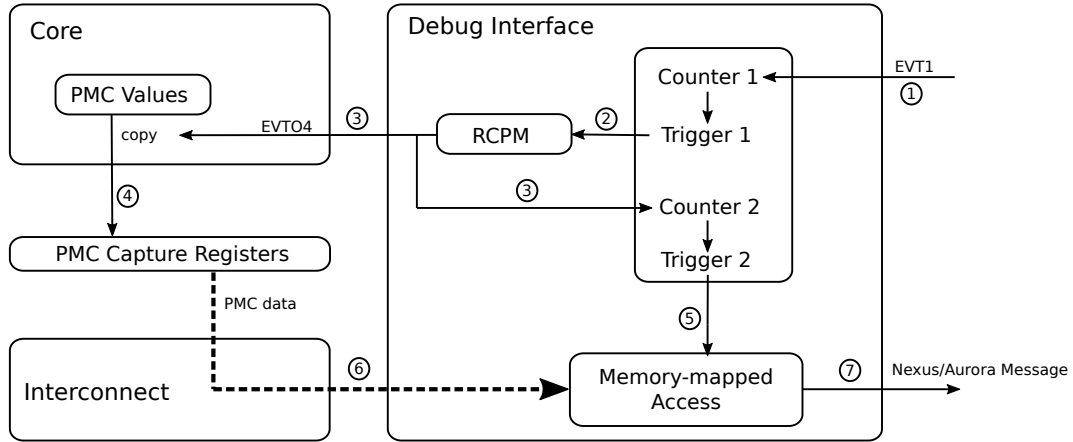 Core
Debug Interface
PMC Values
copy
EVTO4
③
RCPM
②
Counter 1
Trigger 1
EVT1
①
③
Counter 2
Trigger 2
④
PMC Capture Registers
PMC data
⑤
Interconnect
⑥
Memory-mapped
Access
⑦
Nexus/Aurora Message